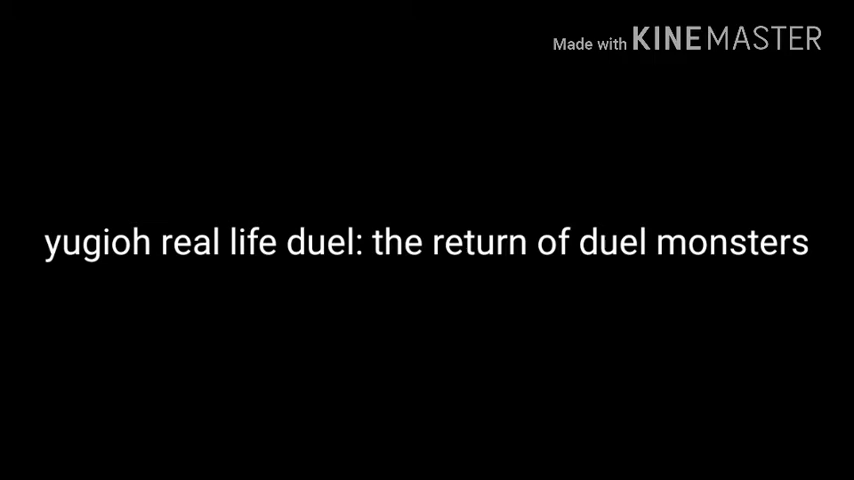 Made with KINEMASTER
yugioh real life duel: the return of duel monsters